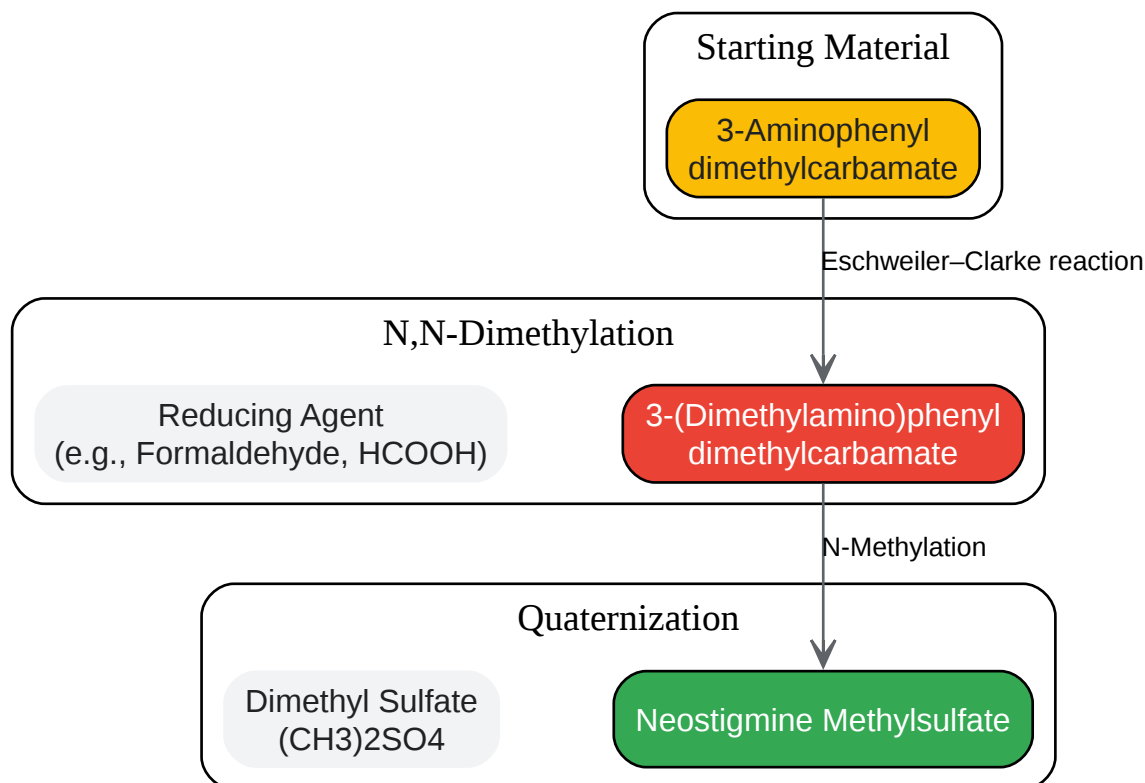 Starting Material
3-Aminophenyl
dimethylcarbamate
Eschweiler–Clarke reaction
N,N-Dimethylation
Reducing Agent
(e.g., Formaldehyde, HCOOH)
3-(Dimethylamino)phenyl
dimethylcarbamate
N-Methylation
Quaternization
Dimethyl Sulfate
(CH3)2SO4
Neostigmine Methylsulfate